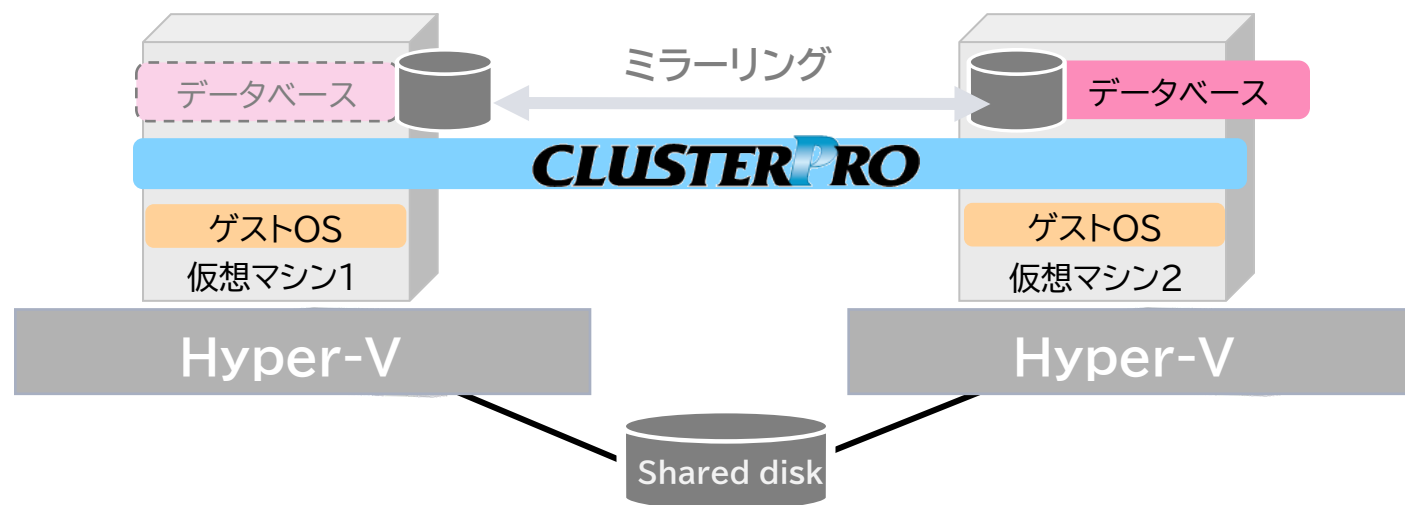 ミラーリング
データベース
データベース
CLUSTERPRO
ゲストOS
ゲストOS
仮想マシン1
仮想マシン2
Hyper-V
Hyper-V
Shared disk